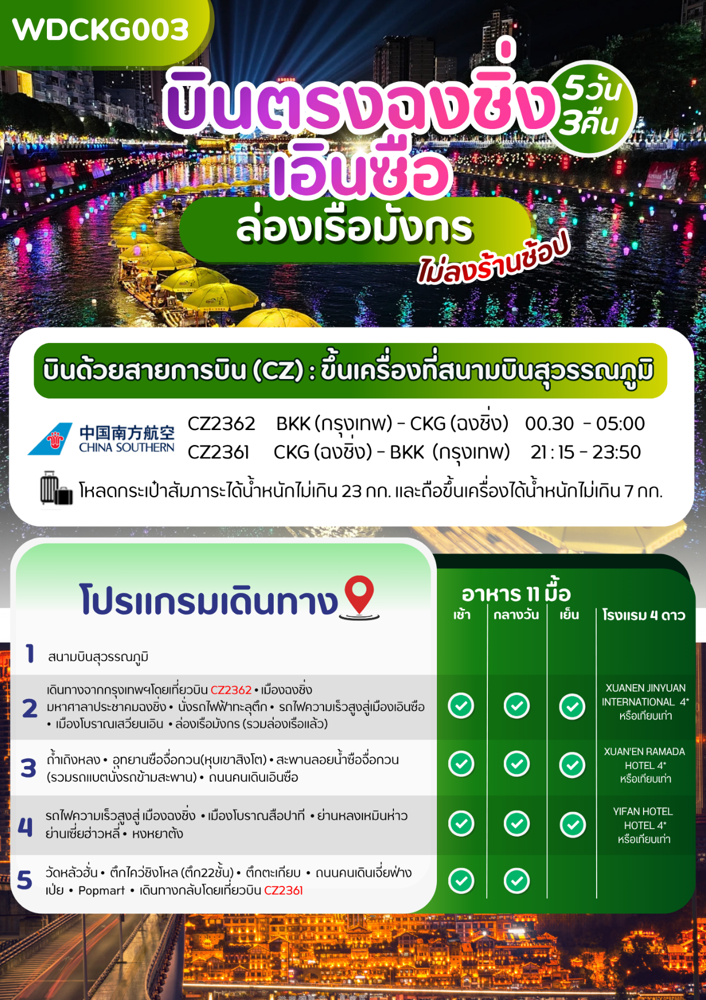 WDCKG003
บินตรงฉงชิ่ง
5วัน
3คืน
เอินซือ
ล่องเรือมังกร
ไม่ลงร้านช้อป
บินด้วยสายการบิน (CZ) : ขึ้นเครื่องที่สนามบินสุวรรณภูมิ
中国南方航空
CHINA SOUTHERN
CZ2362 BKK (กรุงเทพ) - CKG (ฉงชิ่ง) 00.30 - 05:00
CZ2361 CKG (ฉงชิ่ง) - BKK (กรุงเทพ) 21 : 15 - 23:50
โหลดกระเป๋าสัมภาระได้น้ำหนักไม่เกิน 23 กก. และถือขึ้นเครื่องได้น้ำหนักไม่เกิน 7 กก.
โปรแกรมเดินทาง
อาหาร 11 มื้อ
เช้า กลางวัน เย็น โรงแรม 4 ดาว
1 สนามบินสุวรรณภูมิ
2
เดินทางจากกรุงเทพฯโดยเที่ยวบิน CZ2362 • เมืองฉงชิ่ง
มหาศาลาประชาคมฉงชิ่ง • นั่งรถไฟฟ้าทะลุตึก • รถไฟความเร็วสูงสู่เมืองเอินซือ
• เมืองโบราณเสวียนเอิน • ล่องเรือมังกร (รวมล่องเรือแล้ว)
XUANEN JINYUAN
INTERNATIONAL 4*
หรือเทียบเท่า
3
ถ้ำเถิงหลง • อุทยานซือจื่อกวน(หุบเขาสิงโต) • สะพานลอยน้ำซือจื่อกวน
(รวมรถแบตนั่งรถข้ามสะพาน) • ถนนคนเดินเอินซือ
XUAN'EN RAMADA
HOTEL 4*
หรือเทียบเท่า
4
รถไฟความเร็วสูงสู่ เมืองฉงชิ่ง • เมืองโบราณสือปาที • ย่านหลงเหมินห่าว
ย่านเซี่ยฮ่าวหลี่ • หงหยาต้ง
YIFAN HOTEL
HOTEL 4*
หรือเทียบเท่า
5
วัดหลัวฮั่น • ตึกไคว่ชิงโหล (ตึก22ชั้น) • ตึกตะเกียบ • ถนนคนเดินเจี่ยฟ่าง
เป่ย • Popmart • เดินทางกลับโดยเที่ยวบิน CZ2361